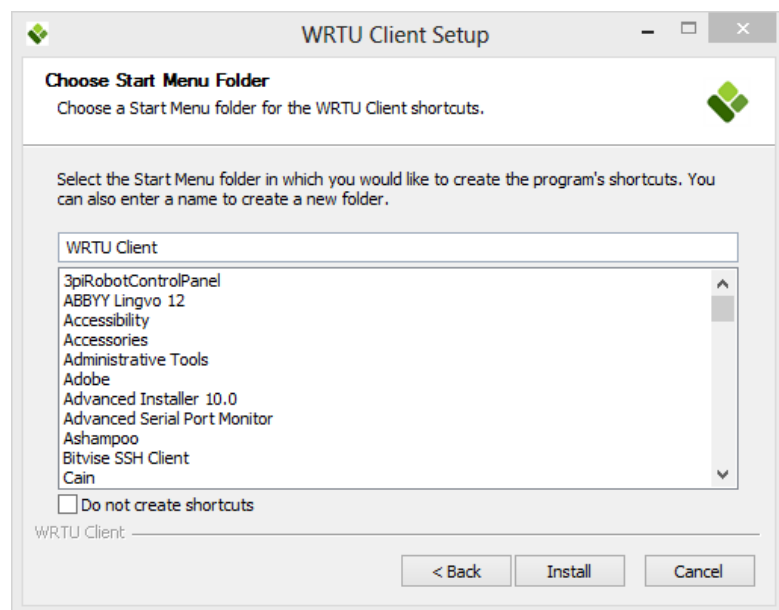 WRTU Client Setup
Choose Start Menu Folder
Choose a Start Menu folder for the WRTU Client shortcuts.
Select the Start Menu folder in which you would like to create the program's shortcuts. You
can also enter a name to create a new folder.
WRTU Client
3piRobotControlPanel
ABBYY Lingvo 12
Accessibility
Accessories
Administrative Tools
Adobe
Advanced Installer 10.0
Advanced Serial Port Monitor
Ashampoo
Bitvise SSH Client
Cain
Do not create shortcuts
WRTU Client
< Back
Install
Cancel